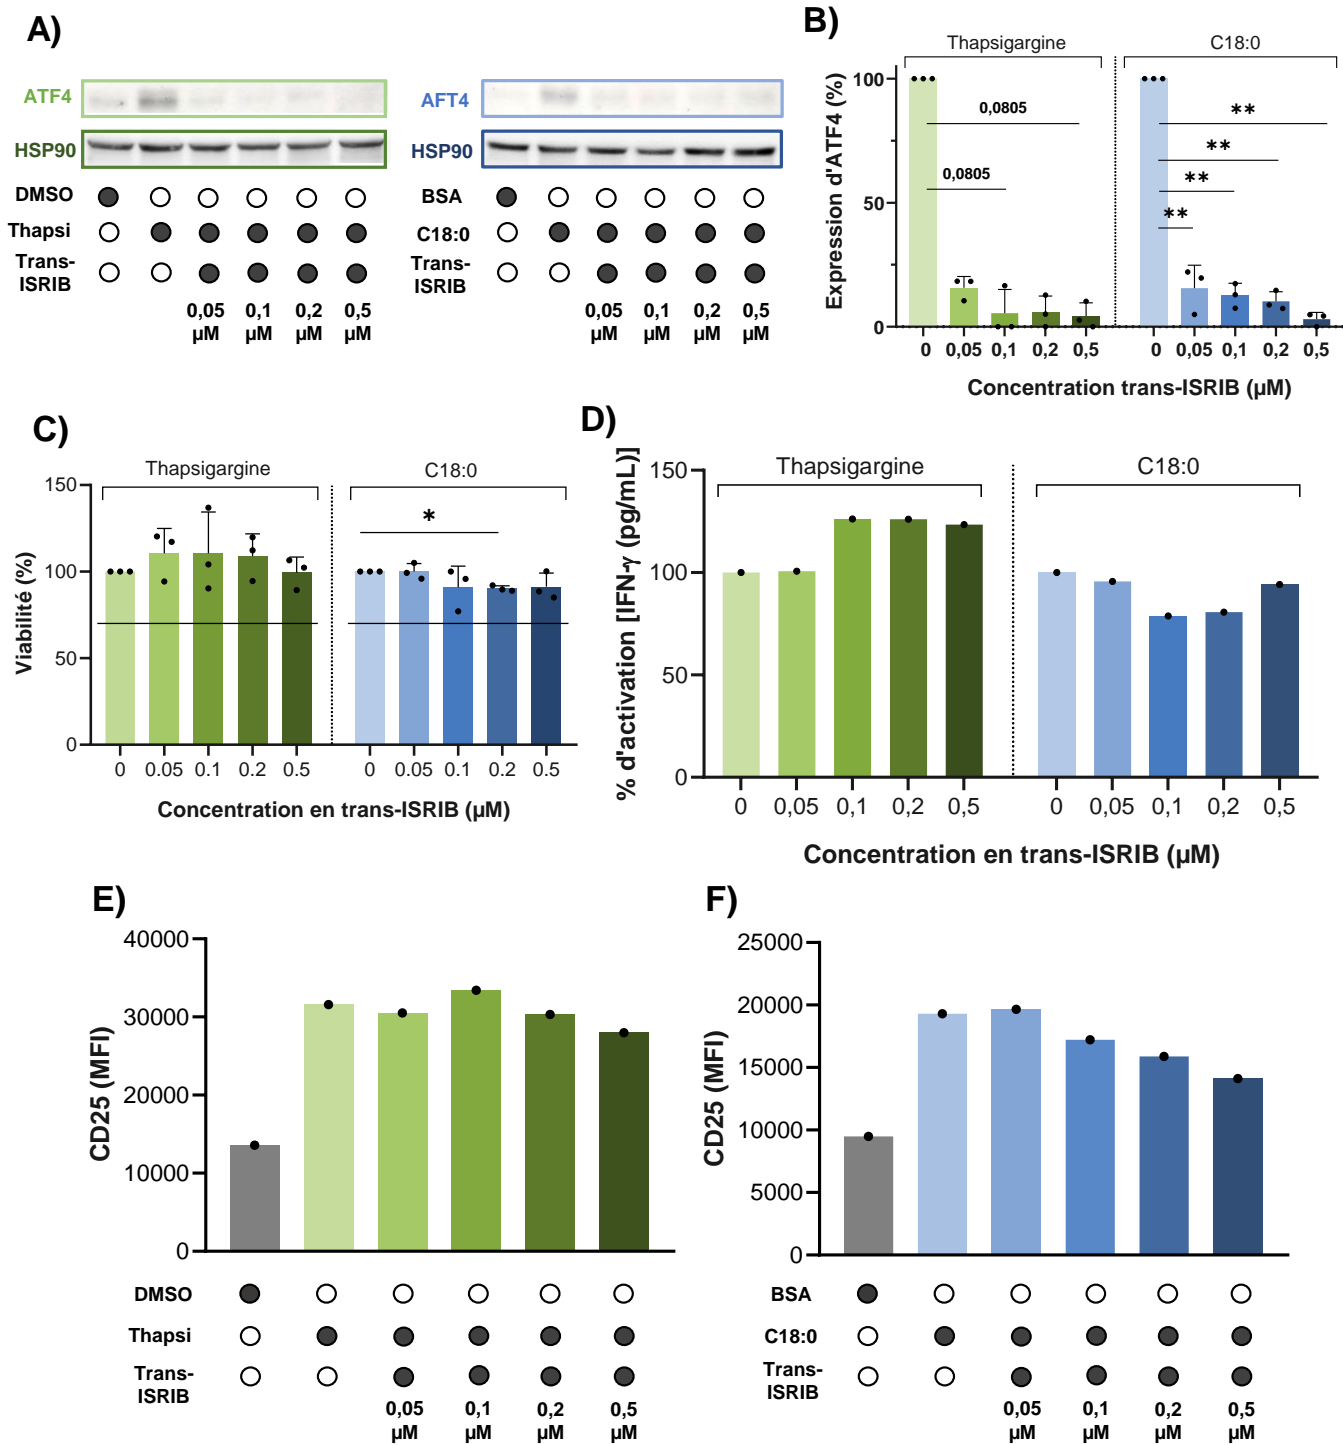 A)
ATF4
HSP90
DMSO
Thapsi
Trans-
ISRIB
0,05 0,1 0,2 0,5
µM µM µM µM
AFT4
HSP90
BSA
C18:0
Trans-
ISRIB
0,05 0,1 0,2 0,5
µM µM µM µM
B)
Thapsigargine C18:0
Expression d'ATF4 (%)
100
50
0
0,0805
0,0805
**
**
**
**
0 0,05 0,1 0,2 0,5 0 0,05 0,1 0,2 0,5
Concentration trans-ISRIB (µM)
C)
Thapsigargine C18:0
Viabilité (%)
150
100
50
0
*
0 0.05 0.1 0.2 0.5 0 0.05 0.1 0.2 0.5
Concentration en trans-ISRIB (µM)
D)
Thapsigargine C18:0
% d'activation [IFN-γ (pg/mL)]
150
100
50
0
0 0,05 0,1 0,2 0,5 0 0,05 0,1 0,2 0,5
Concentration en trans-ISRIB (µM)
E)
CD25 (MFI)
40000
30000
20000
10000
0
DMSO
Thapsi
Trans-
ISRIB
0,05 0,1 0,2 0,5
µM µM µM µM
F)
CD25 (MFI)
25000
20000
15000
10000
5000
0
BSA
C18:0
Trans-
ISRIB
0,05 0,1 0,2 0,5
µM µM µM µM